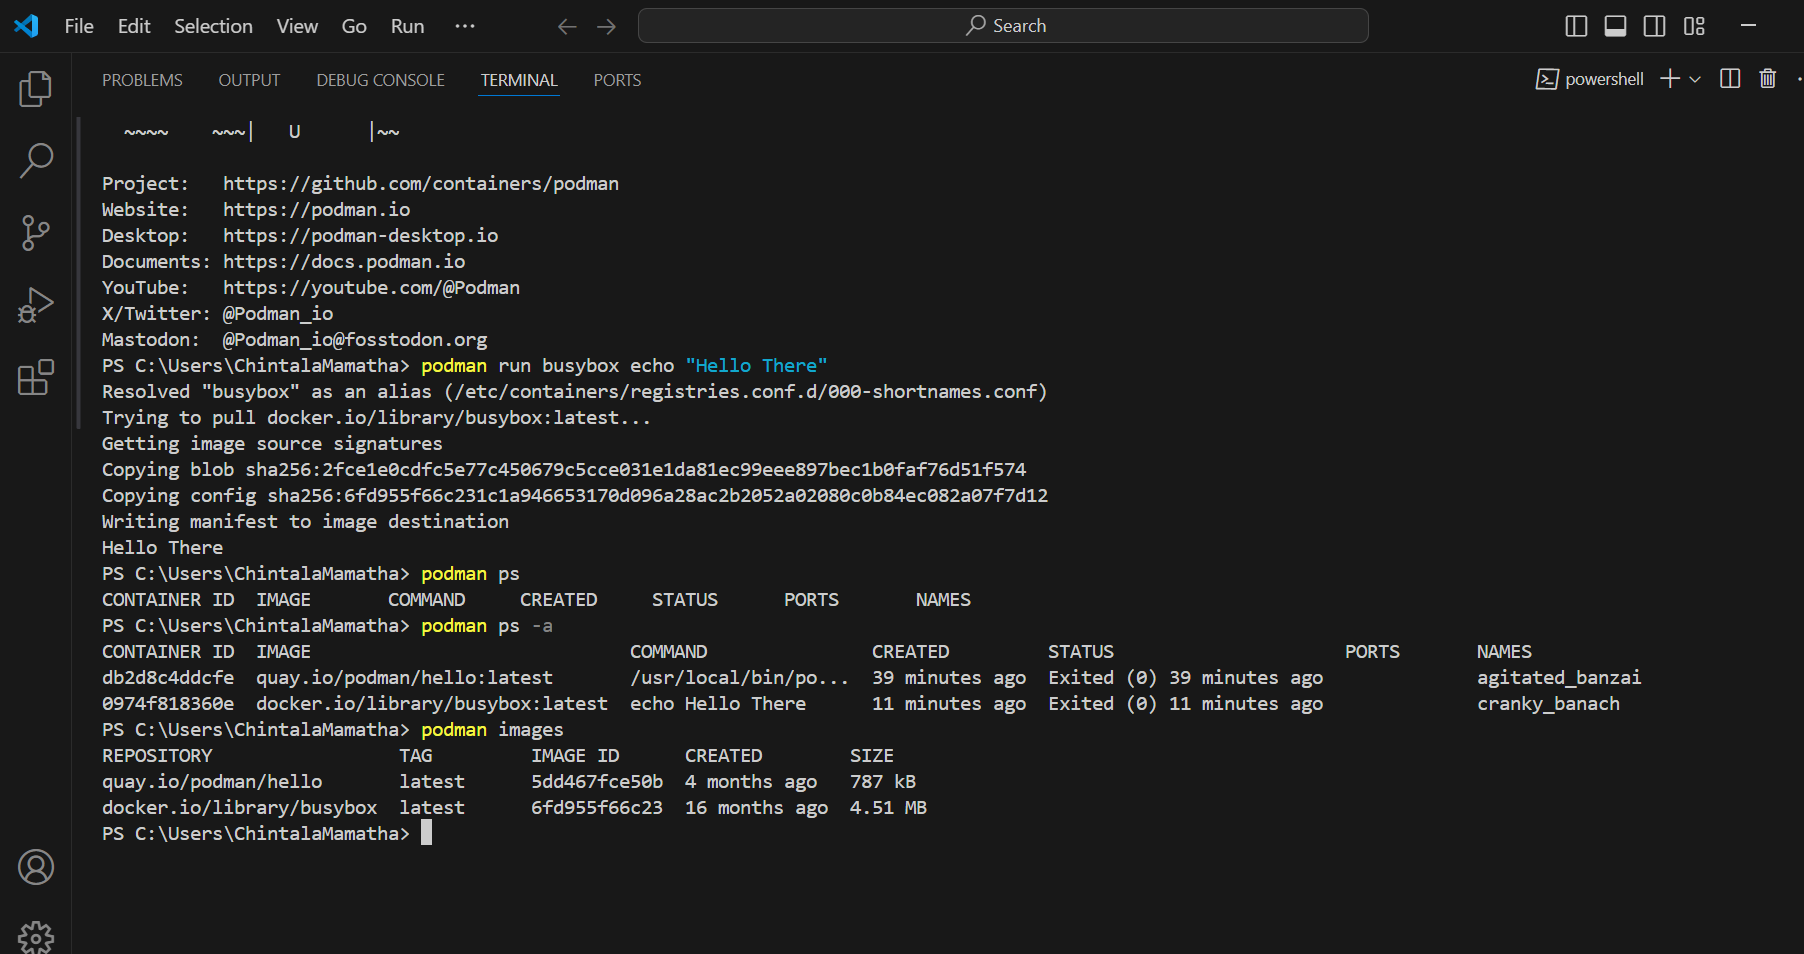 File Edit Selection View Go Run ···
Search
PROBLEMS OUTPUT DEBUG CONSOLE TERMINAL PORTS
powershell
~~~~    ~~~|   U      |~~
Project:   https://github.com/containers/podman
Website:   https://podman.io
Desktop:   https://podman-desktop.io
Documents: https://docs.podman.io
YouTube:   https://youtube.com/@Podman
X/Twitter: @Podman_io
Mastodon:  @Podman_io@fosstodon.org
PS C:\Users\ChintalaMamatha> podman run busybox echo "Hello There"
Resolved "busybox" as an alias (/etc/containers/registries.conf.d/000-shortnames.conf)
Trying to pull docker.io/library/busybox:latest...
Getting image source signatures
Copying blob sha256:2fce1e0cdfc5e77c450679c5cce031e1da81ec99eee897bec1b0faf76d51f574
Copying config sha256:6fd955f66c231c1a946653170d096a28ac2b2052a02080c0b84ec082a07f7d12
Writing manifest to image destination
Hello There
PS C:\Users\ChintalaMamatha> podman ps
CONTAINER ID  IMAGE       COMMAND     CREATED     STATUS      PORTS       NAMES
PS C:\Users\ChintalaMamatha> podman ps -a
CONTAINER ID  IMAGE                             COMMAND               CREATED         STATUS                     PORTS       NAMES
db2d8c4ddcfe  quay.io/podman/hello:latest       /usr/local/bin/po...  39 minutes ago  Exited (0) 39 minutes ago              agitated_banzai
0974f818360e  docker.io/library/busybox:latest  echo Hello There      11 minutes ago  Exited (0) 11 minutes ago              cranky_banach
PS C:\Users\ChintalaMamatha> podman images
REPOSITORY                 TAG         IMAGE ID      CREATED        SIZE
quay.io/podman/hello       latest      5dd467fce50b  4 months ago   787 kB
docker.io/library/busybox  latest      6fd955f66c23  16 months ago  4.51 MB
PS C:\Users\ChintalaMamatha>